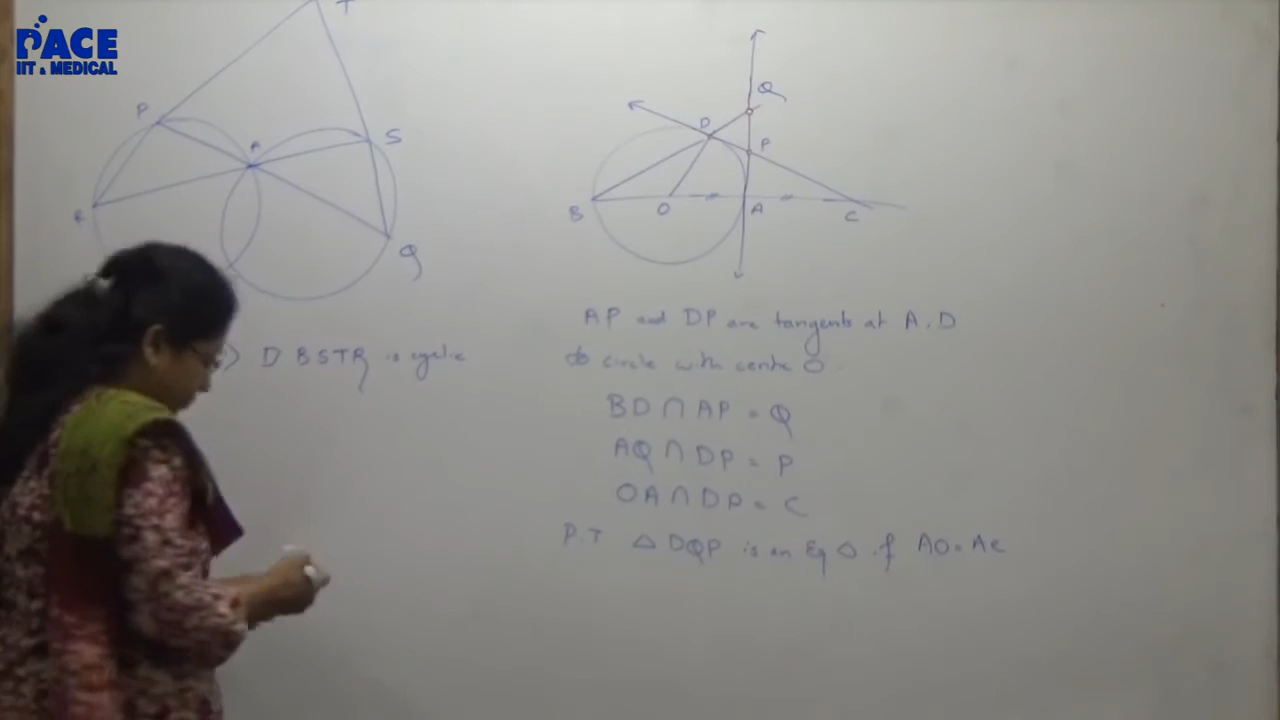 PACE
IIT & MEDICAL
T
P
A
S
R
Q
) □ BSTR is cyclic
Q
D
P
B
O
A
C
AP and DP are tangents at A, D
to circle with centre O.
BD ∩ AP = Q
AQ ∩ DP = P
OA ∩ DP = C
P.T △ DQP is an Eq △ if AO = AC